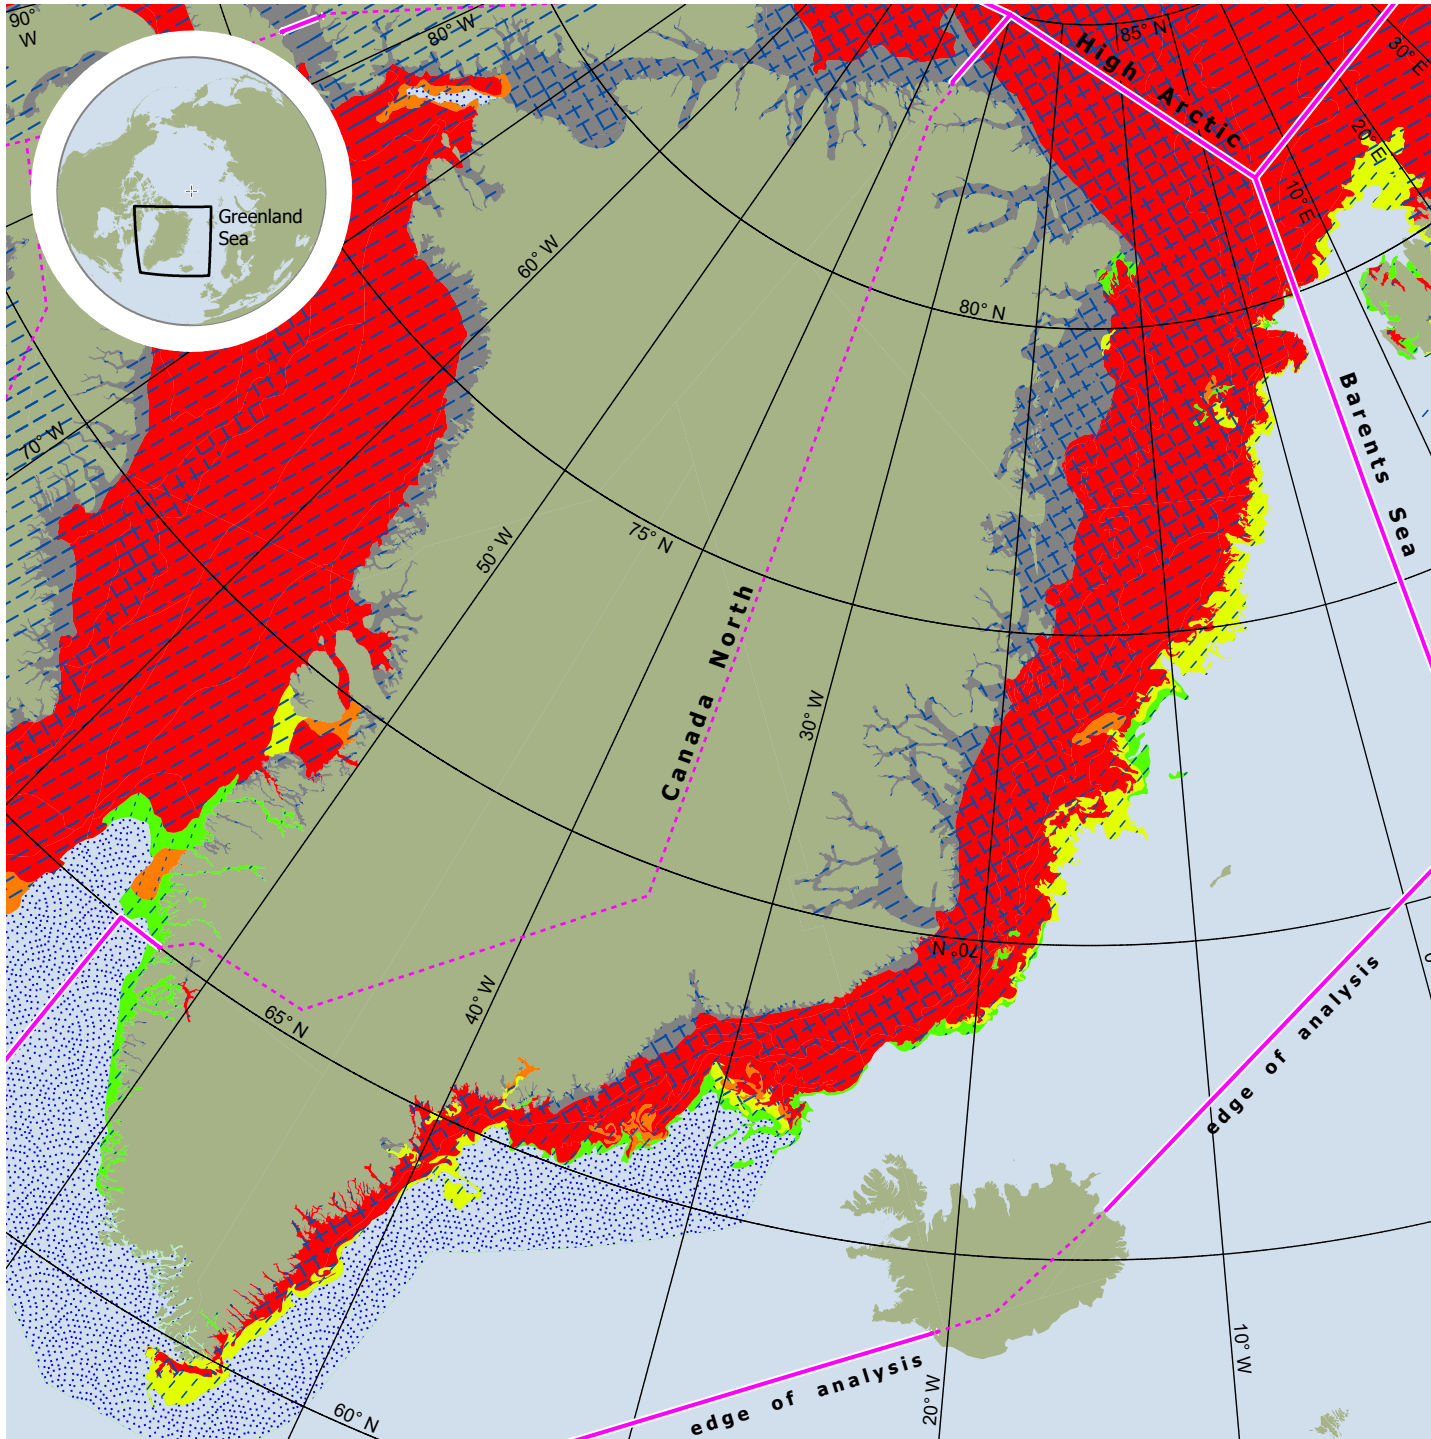 90°
W
80° W
85° N
30°E
High Arctic
20°E
10°E
Greenland
Sea
60° W
80° N
70° W
Barents Sea
50° W
75° N
Canada North
30° W
70° N
40° W
65° N
edge of analysis
edge of analysis
10° W
20° W
60° N